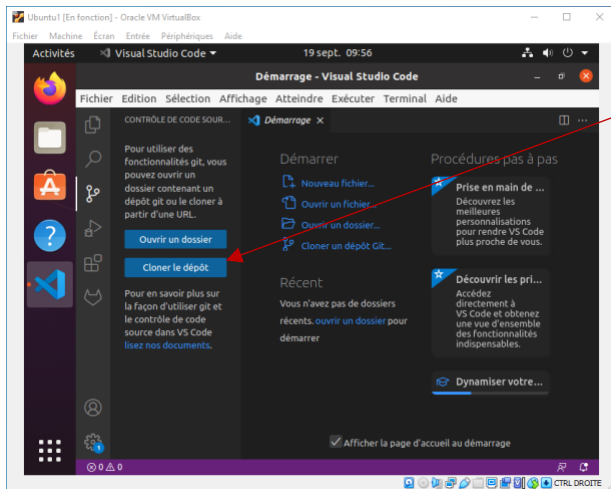 Ubuntu1 [En fonction] - Oracle VM VirtualBox
Fichier Machine Écran Entrée Périphériques Aide
Activités Visual Studio Code 19 sept. 09:56
Démarrage - Visual Studio Code
Fichier Edition Sélection Affichage Atteindre Exécuter Terminal Aide
CONTRÔLE DE CODE SOUR...
Démarrage
Pour utiliser des
fonctionnalités git, vous
pouvez ouvrir un
dossier contenant un
dépôt git ou le cloner à
partir d'une URL.
Ouvrir un dossier
Cloner le dépôt
Pour en savoir plus sur
la façon d'utiliser git et
le contrôle de code
source dans VS Code
lisez nos documents.
Démarrer
Nouveau fichier...
Ouvrir un fichier...
Ouvrir un dossier...
Cloner un dépôt Git...
Récent
Vous n'avez pas de dossiers
récents. ouvrir un dossier pour
démarrer
Procédures pas à pas
Prise en main de ...
Découvrez les
meilleures
personnalisations
pour rendre VS Code
plus proche de vous.
Découvrir les pri...
Accédez
directement à
VS Code et obtenez
une vue d'ensemble
des fonctionnalités
indispensables.
Dynamiser votre...
Afficher la page d'accueil au démarrage
0 0
CTRL DROITE